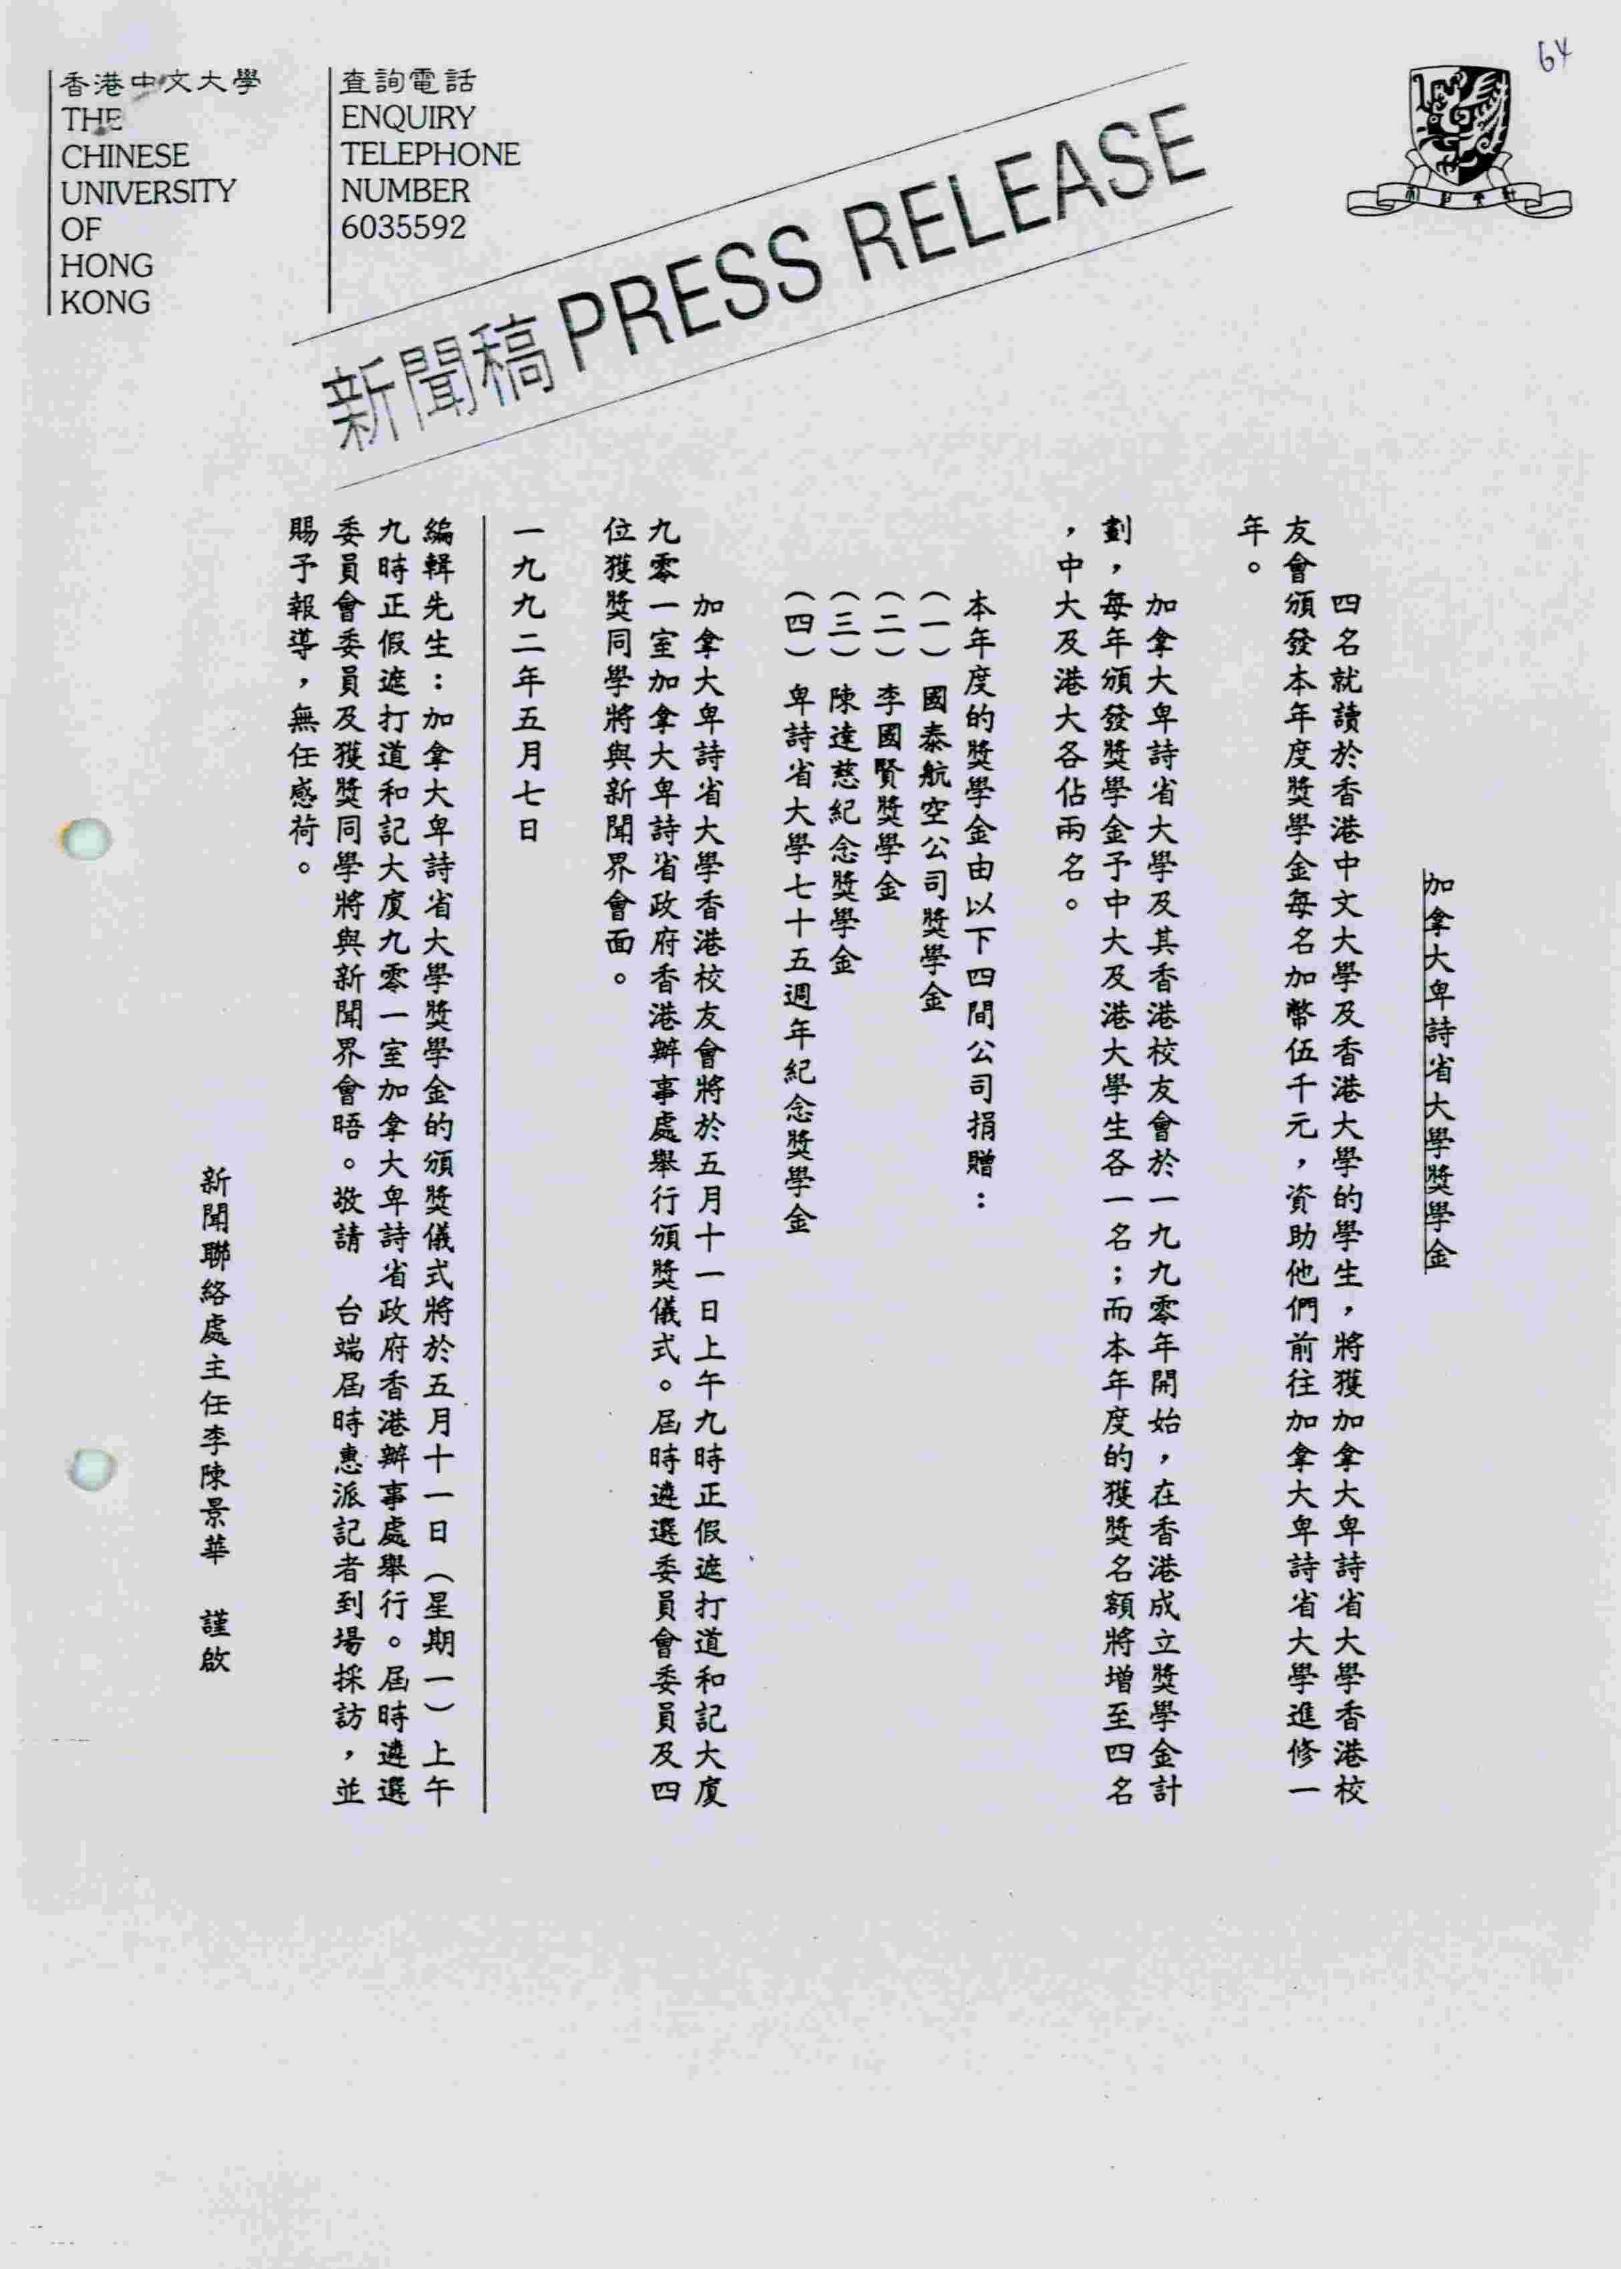 64
香港中文大學
THE
CHINESE
UNIVERSITY
OF
HONG
KONG
查詢電話
ENQUIRY
TELEPHONE
NUMBER
6035592
新聞稿 PRESS RELEASE
加拿大卑詩省大學獎學金
四名就讀於香港中文大學及香港大學的學生，將獲加拿大卑詩省大學香港校
友會頒發本年度獎學金每名加幣伍千元，資助他們前往加拿大卑詩省大學進修一
年。
加拿大卑詩省大學及其香港校友會於一九九零年開始，在香港成立獎學金計
劃，每年頒發獎學金予中大及港大學生各一名；而本年度的獲獎名額將增至四名
，中大及港大各佔兩名。
本年度的獎學金由以下四間公司捐贈：
（一）國泰航空公司獎學金
（二）李國賢獎學金
（三）陳達慈紀念獎學金
（四）卑詩省大學七十五週年紀念獎學金
加拿大卑詩省大學香港校友會將於五月十一日上午九時正假遮打道和記大廈
九零一室加拿大卑詩省政府香港辦事處舉行頒獎儀式。屆時遴選委員會委員及四
位獲獎同學將與新聞界會面。
一九九二年五月七日
編輯先生：加拿大卑詩省大學獎學金的頒獎儀式將於五月十一日（星期一）上午
九時正假遮打道和記大廈九零一室加拿大卑詩省政府香港辦事處舉行。屆時遴選
委員會委員及獲獎同學將與新聞界會晤。敬請　台端屆時惠派記者到場採訪，並
賜予報導，無任感荷。
新聞聯絡處主任李陳景華　謹啟